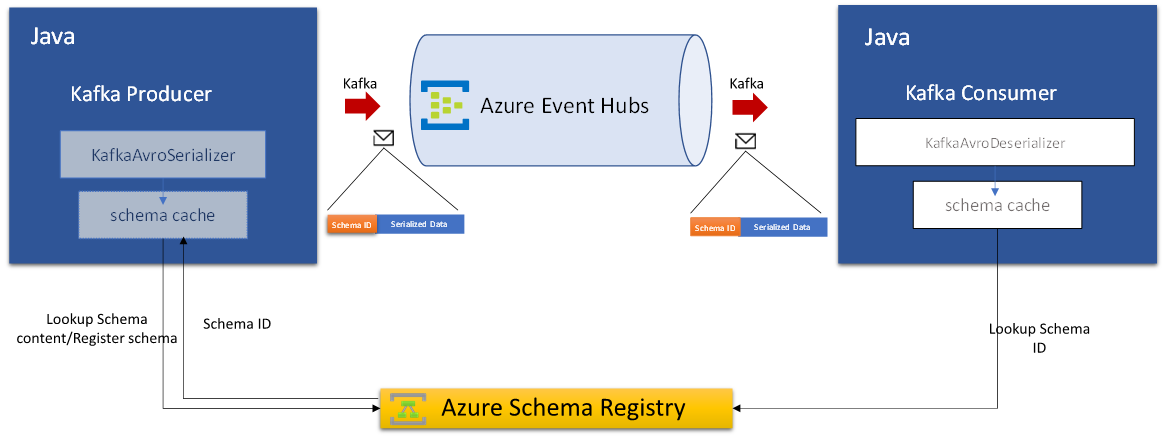 Java
Kafka Producer
KafkaAvroSerializer
schema cache
Kafka
Azure Event Hubs
Kafka
Schema ID
Serialized Data
Schema ID
Serialized Data
Java
Kafka Consumer
KafkaAvroDeserializer
schema cache
Lookup Schema
content/Register schema
Schema ID
Lookup Schema
ID
Azure Schema Registry